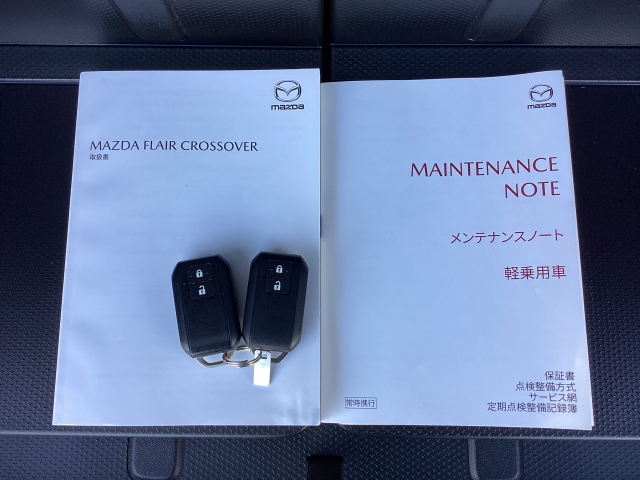 mazda
MAZDA FLAIR CROSSOVER
取扱書
mazda
MAINTENANCE
NOTE
メンテナンスノート
軽乗用車
保証書
点検整備方式
サービス網
定期点検整備記録簿
常時携行